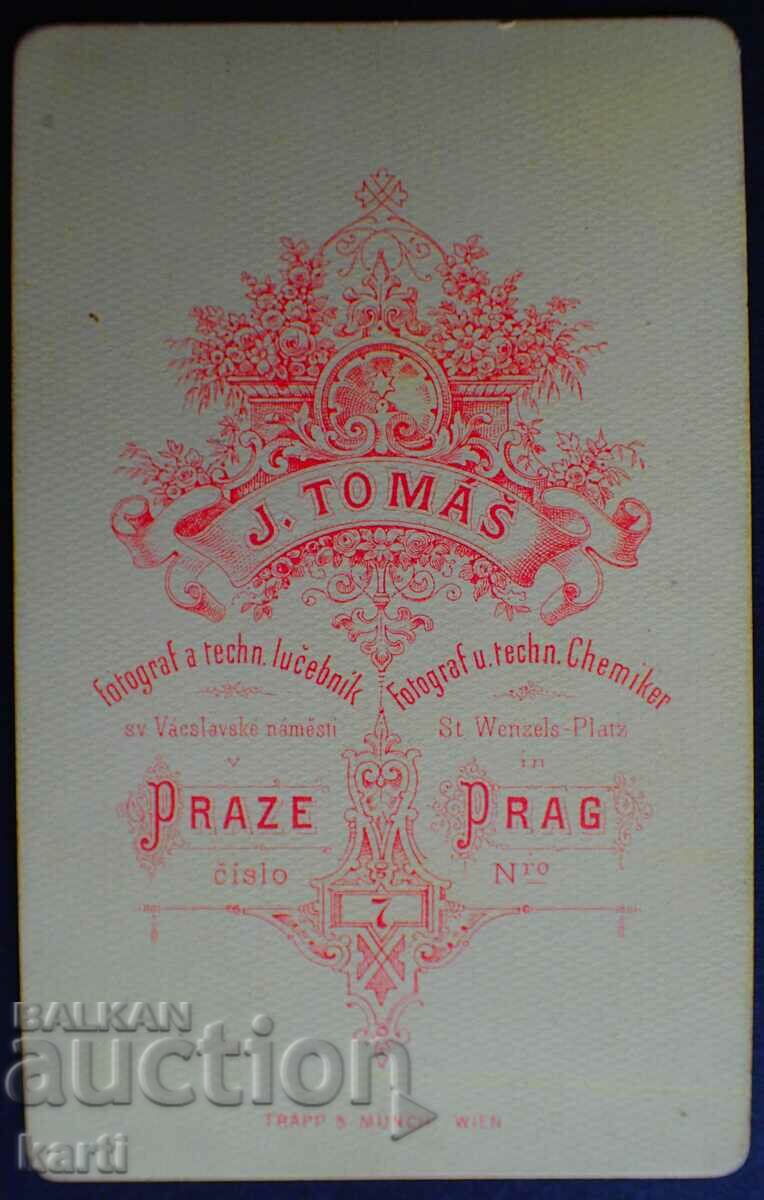 J. TOMÁŠ
fotograf a techn. lučebník
sv Václavské náměstí
v
PRAZE
číslo
Fotograf u. techn. Chemiker
St Wenzels-Platz
in
PRAG
Nro
7
TRAPP & MÜNCH WIEN
BALKAN
auction
karti